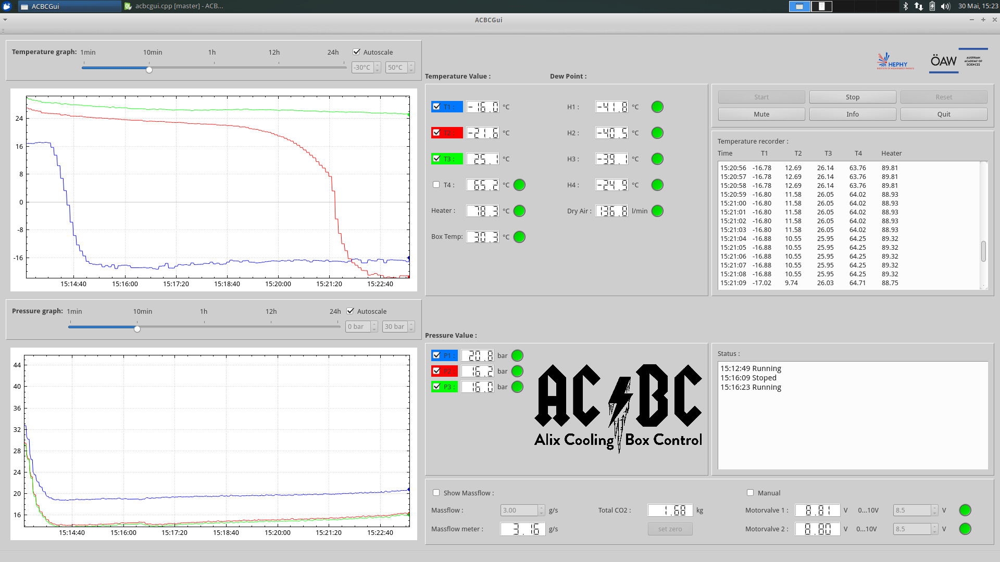 ACBCGui
acbcgui.cpp [master] - ACB...
30 Mai, 15:23
ACBCGui
Temperature graph: 1min 10min 1h 12h 24h Autoscale
-30°C 50°C
24
16
8
0
-8
-16
15:14:40 15:16:00 15:17:20 15:18:40 15:20:00 15:21:20 15:22:40
Pressure graph: 1min 10min 1h 12h 24h Autoscale
0 bar 30 bar
44
40
36
32
28
24
20
16
15:14:40 15:16:00 15:17:20 15:18:40 15:20:00 15:21:20 15:22:40
Temperature Value : Dew Point :
T1 : -16.0 °C H1 : -41.8 °C
T2 : -21.6 °C H2 : -40.5 °C
T3 : 25.1 °C H3 : -39.1 °C
T4 : 65.2 °C H4 : -24.9 °C
Heater : 78.3 °C Dry Air : 136.8 l/min
Box Temp: 30.3 °C
HEPHY
INSTITUTE OF HIGH ENERGY PHYSICS
ÖAW
AUSTRIAN
ACADEMY OF
SCIENCES
Start Stop Reset
Mute Info Quit
Temperature recorder :
Time T1 T2 T3 T4 Heater
15:20:56 -16.78 12.69 26.14 63.76 89.81
15:20:57 -16.78 12.69 26.14 63.76 89.81
15:20:58 -16.78 12.69 26.14 63.76 89.81
15:20:59 -16.80 11.58 26.05 64.02 88.93
15:21:00 -16.80 11.58 26.05 64.02 88.93
15:21:01 -16.80 11.58 26.05 64.02 88.93
15:21:02 -16.80 11.58 26.05 64.02 88.93
15:21:03 -16.80 11.58 26.05 64.02 88.93
15:21:04 -16.88 10.55 25.95 64.25 89.32
15:21:05 -16.88 10.55 25.95 64.25 89.32
15:21:06 -16.88 10.55 25.95 64.25 89.32
15:21:07 -16.88 10.55 25.95 64.25 89.32
15:21:08 -16.88 10.55 25.95 64.25 89.32
15:21:09 -17.02 9.74 26.03 64.71 88.75
Pressure Value :
P1 : 20.8 bar
P2 : 16.2 bar
P3 : 16.0 bar
AC BC
Alix Cooling Box Control
Status :
15:12:49 Running
15:16:09 Stoped
15:16:23 Running
Show Massflow : Manual
Massflow : 3.00 g/s Total CO2 : 1.68 kg Motorvalve 1 : 8.81 V 0...10V 8.5 V
Massflow meter : 3.16 g/s set zero Motorvalve 2 : 8.80 V 0...10V 8.5 V